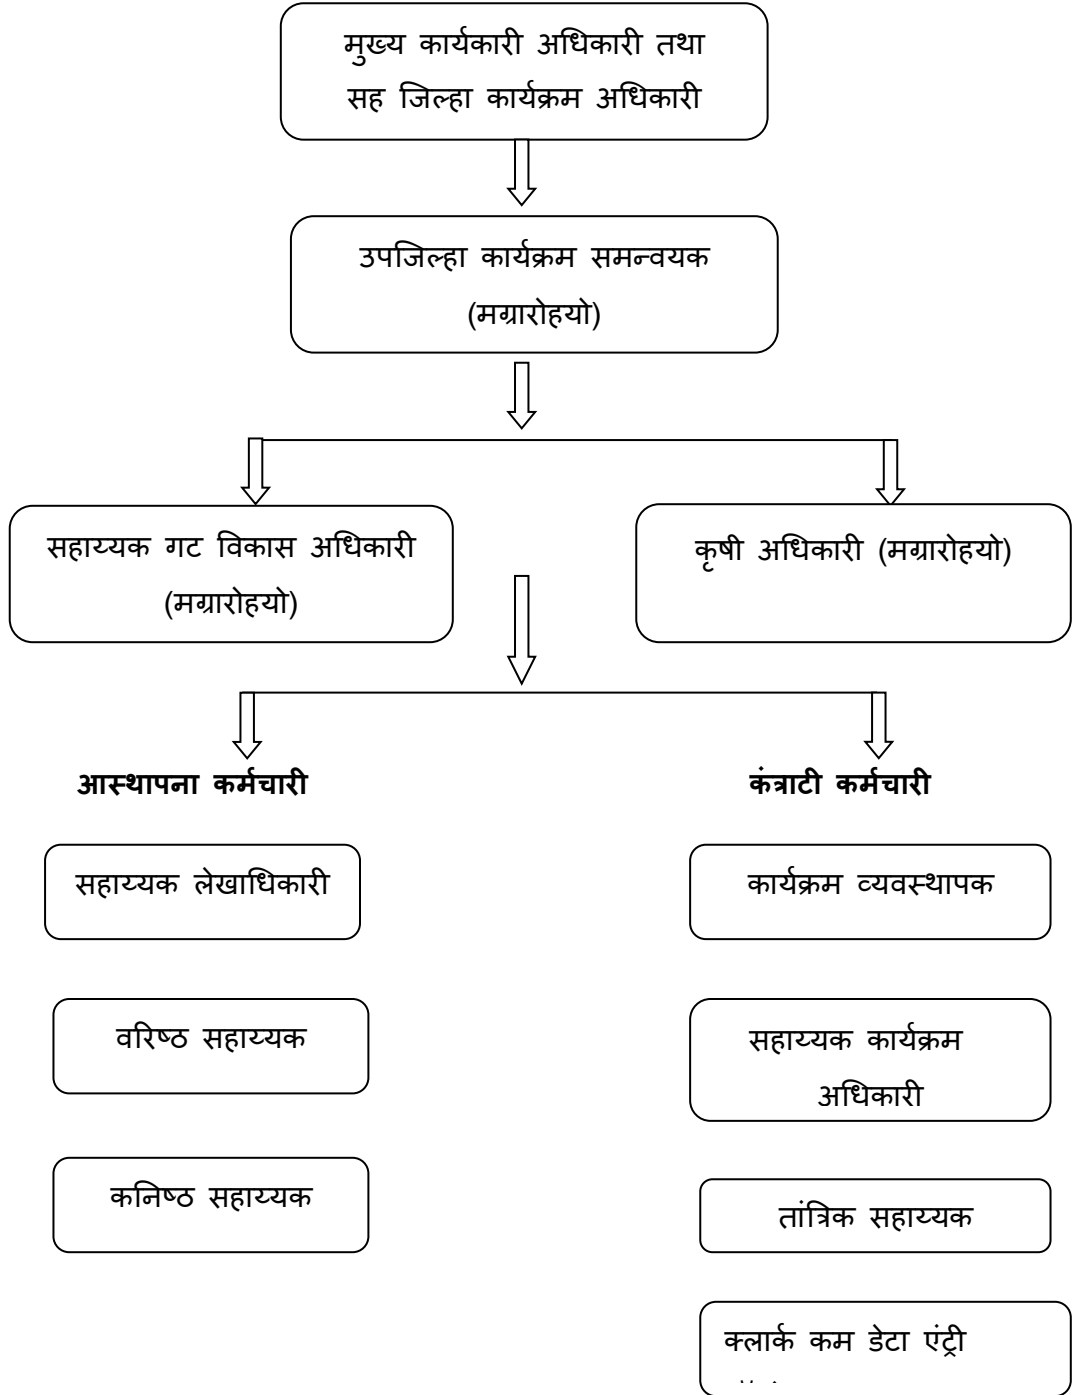 मुख्य कार्यकारी अधिकारी तथा
सह जिल्हा कार्यक्रम अधिकारी
उपजिल्हा कार्यक्रम समन्वयक
(मग्रारोहयो)
सहाय्यक गट विकास अधिकारी
(मग्रारोहयो)
कृषी अधिकारी (मग्रारोहयो)
आस्थापना कर्मचारी
कंत्राटी कर्मचारी
सहाय्यक लेखाधिकारी
कार्यक्रम व्यवस्थापक
वरिष्ठ सहाय्यक
सहाय्यक कार्यक्रम
अधिकारी
कनिष्ठ सहाय्यक
तांत्रिक सहाय्यक
क्लार्क कम डेटा एंट्री